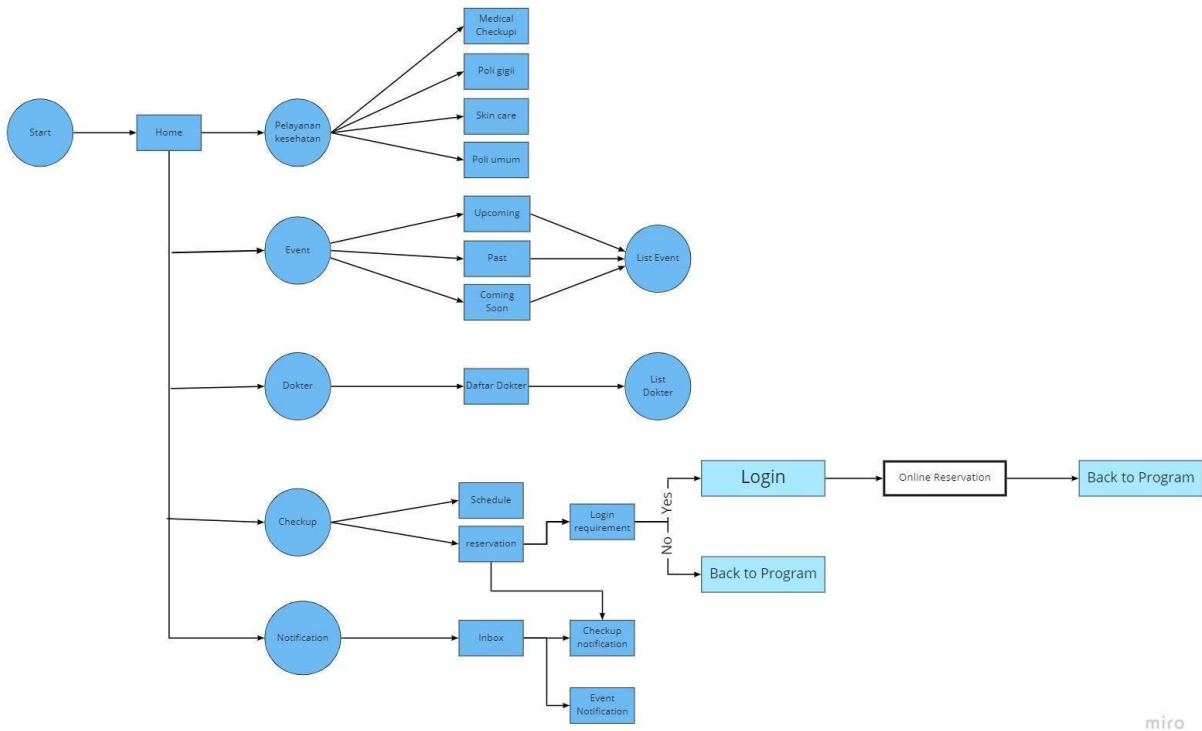 Medical
Checkupi
Poli gigii
Skin care
Poli umum
Start
Home
Pelayanan
kesehatan
Upcoming
Past
Coming
Soon
Event
List Event
Dokter
Daftar Dokter
List
Dokter
Checkup
Schedule
reservation
Login
requirement
Yes
No
Login
Online Reservation
Back to Program
Back to Program
Notification
Inbox
Checkup
notification
Event
Notification
miro